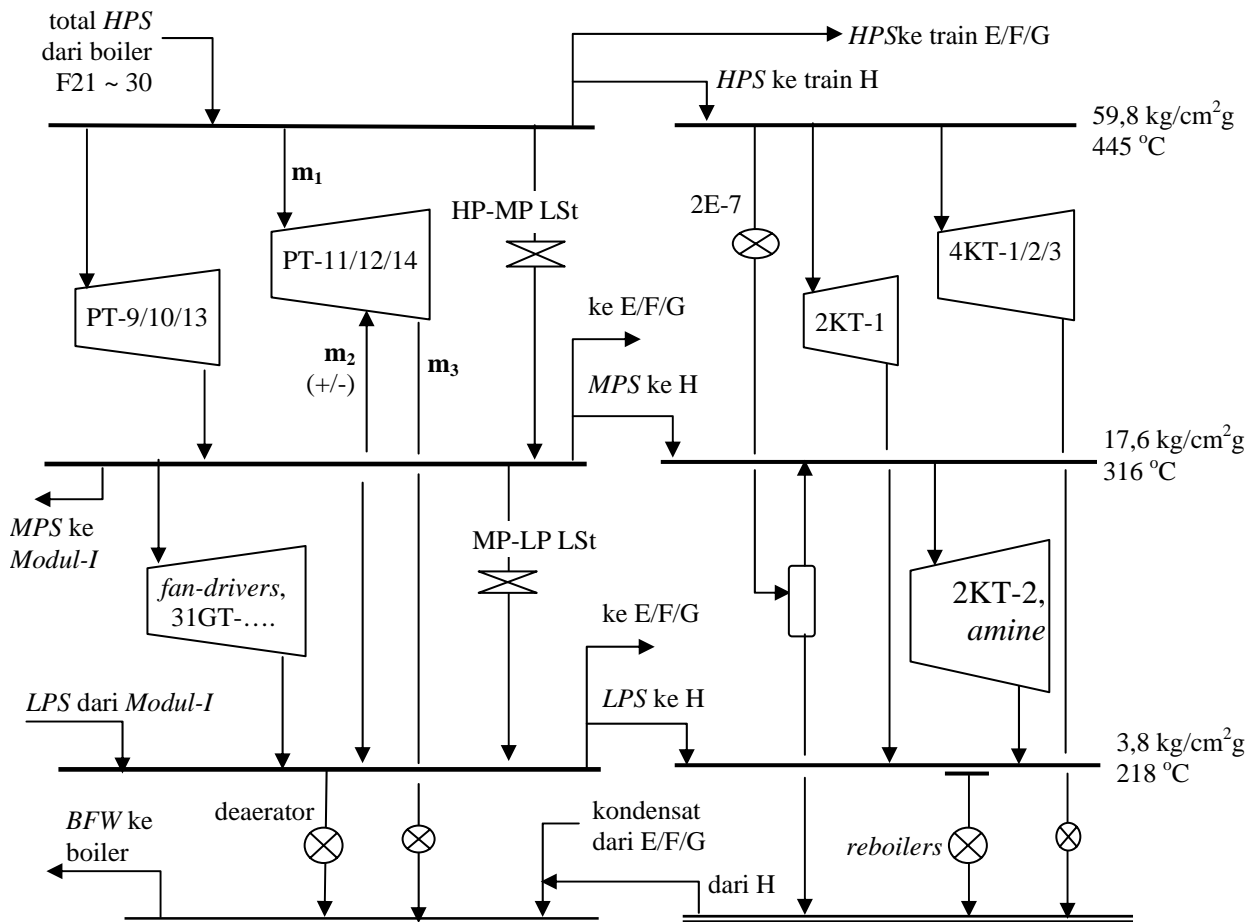 total HPS
dari boiler
F21 ~ 30
HPSke train E/F/G
HPS ke train H
59,8 kg/cm²g
445 °C
m₁
HP-MP LSt
2E-7
PT-11/12/14
4KT-1/2/3
PT-9/10/13
2KT-1
ke E/F/G
m₂
(+/-)
m₃
MPS ke H
17,6 kg/cm²g
316 °C
MPS ke
Modul-I
MP-LP LSt
fan-drivers,
31GT-….
2KT-2,
amine
ke E/F/G
LPS dari Modul-I
LPS ke H
3,8 kg/cm²g
218 °C
deaerator
kondensat
dari E/F/G
BFW ke
boiler
reboilers
dari H